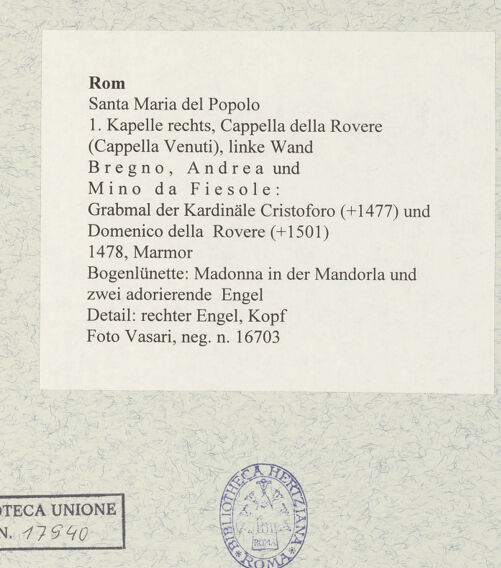 Rom
Santa Maria del Popolo
1. Kapelle rechts, Cappella della Rovere
(Cappella Venuti), linke Wand
Bregno, Andrea und
Mino da Fiesole:
Grabmal der Kardinäle Cristoforo (+1477) und
Domenico della Rovere (+1501)
1478, Marmor
Bogenlünette: Madonna in der Mandorla und
zwei adorierende Engel
Detail: rechter Engel, Kopf
Foto Vasari, neg. n. 16703
OTECA UNIONE
N. 17940
BIBLIOTHECA HERTZIANA
ROMA
ROMA